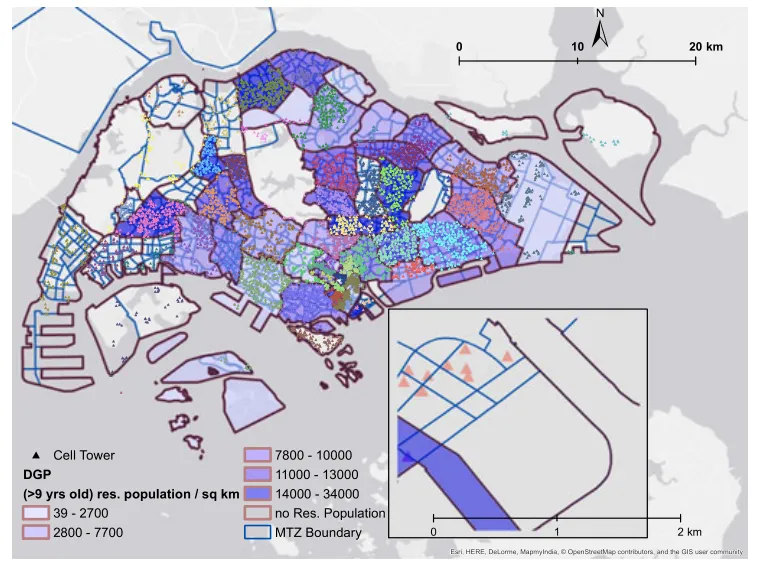 N
0 10 20 km
Cell Tower
DGP
(>9 yrs old) res. population / sq km
39 - 2700
2800 - 7700
7800 - 10000
11000 - 13000
14000 - 34000
no Res. Population
MTZ Boundary
0 1 2 km
Esri, HERE, DeLorme, MapmyIndia, © OpenStreetMap contributors, and the GIS user community